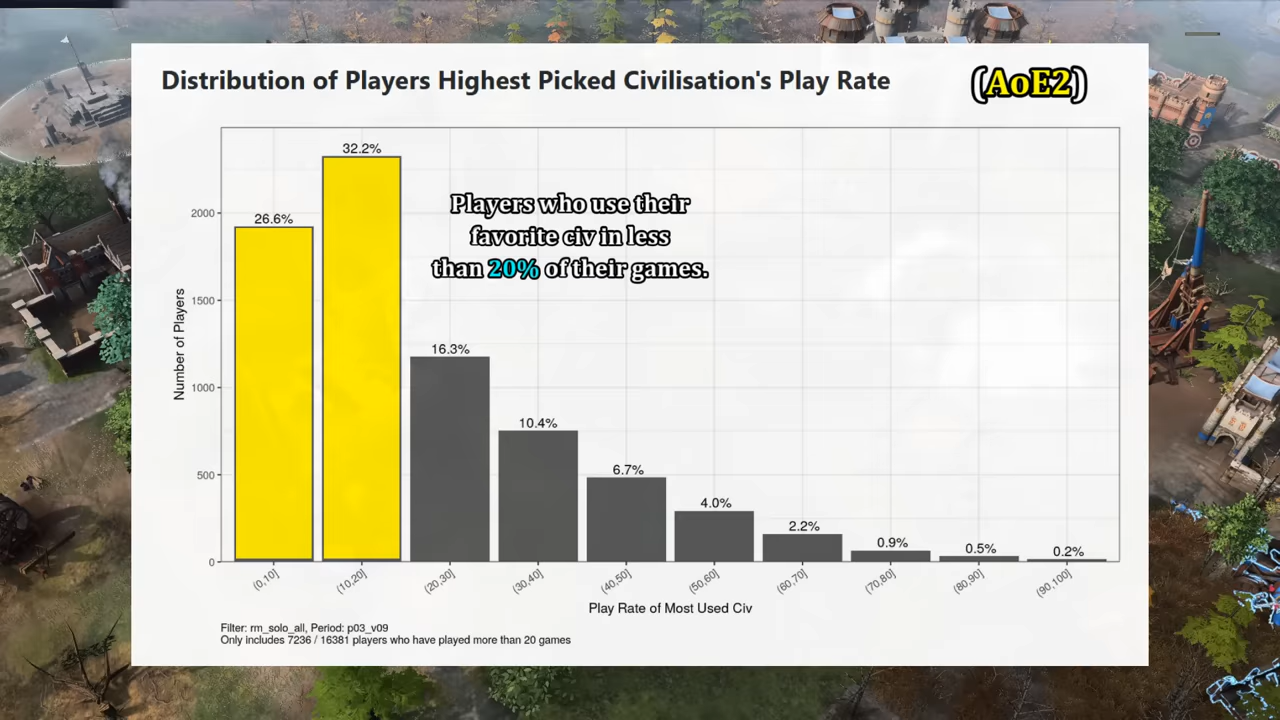 Distribution of Players Highest Picked Civilisation's Play Rate
(AoE2)
32.2%
26.6%
Players who use their
favorite civ in less
than 20% of their games.
16.3%
10.4%
6.7%
4.0%
2.2%
0.9%
0.5%
0.2%
Number of Players
2000
1500
1000
500
0
(0,10]
(10,20]
(20,30]
(30,40]
(40,50]
(50,60]
(60,70]
(70,80]
(80,90]
(90,100]
Play Rate of Most Used Civ
Filter: rm_solo_all, Period: p03_v09
Only includes 7236 / 16381 players who have played more than 20 games